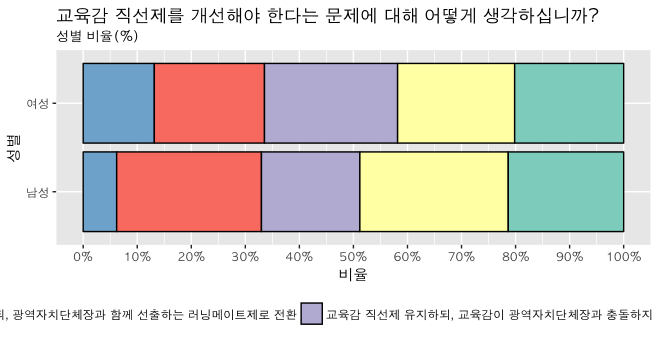 교육감 직선제를 개선해야 한다는 문제에 대해 어떻게 생각하십니까?
성별 비율(%)
성별
여성
남성
0% 10% 20% 30% 40% 50% 60% 70% 80% 90% 100%
비율
, 광역자치단체장과 함께 선출하는 러닝메이트제로 전환 교육감 직선제 유지하되, 교육감이 광역자치단체장과 충돌하지